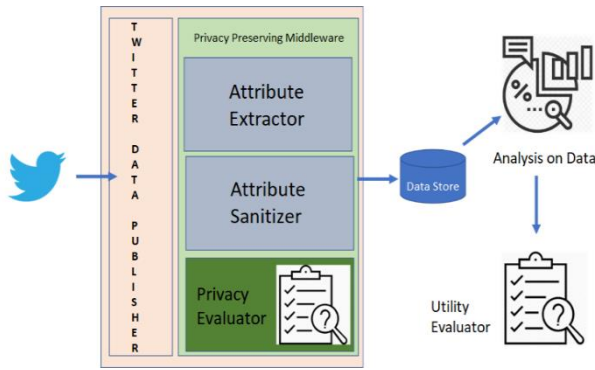 TWITTER DATA PUBLISHER
Privacy Preserving Middleware
Attribute
Extractor
Attribute
Sanitizer
Privacy
Evaluator
?
Data Store
%
Analysis on Data
Utility
Evaluator
?